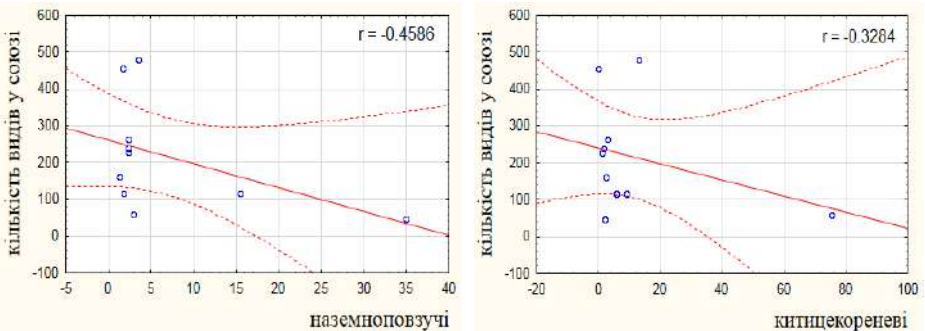 кількість видів у союзі
600
500
400
300
200
100
0
-100
r = -0.4586
-5 0 5 10 15 20 25 30 35 40
наземноповзучі
кількість видів у союзі
600
500
400
300
200
100
0
-100
r = -0.3284
-20 0 20 40 60 80 100
китицекореневі